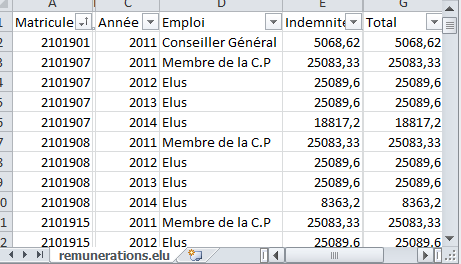 A C D E G
1 Matricule Année Emploi Indemnité Total
2 2101901 2011 Conseiller Général 5068,62 5068,62
3 2101907 2011 Membre de la C.P 25083,33 25083,33
4 2101907 2012 Elus 25089,6 25089,6
5 2101907 2013 Elus 25089,6 25089,6
6 2101907 2014 Elus 18817,2 18817,2
7 2101908 2011 Membre de la C.P 25083,33 25083,33
8 2101908 2012 Elus 25089,6 25089,6
9 2101908 2013 Elus 25089,6 25089,6
0 2101908 2014 Elus 8363,2 8363,2
1 2101915 2011 Membre de la C.P 25083,33 25083,33
2 2101915 2012 Elus 25089,6 25089,6
remunerations.elu